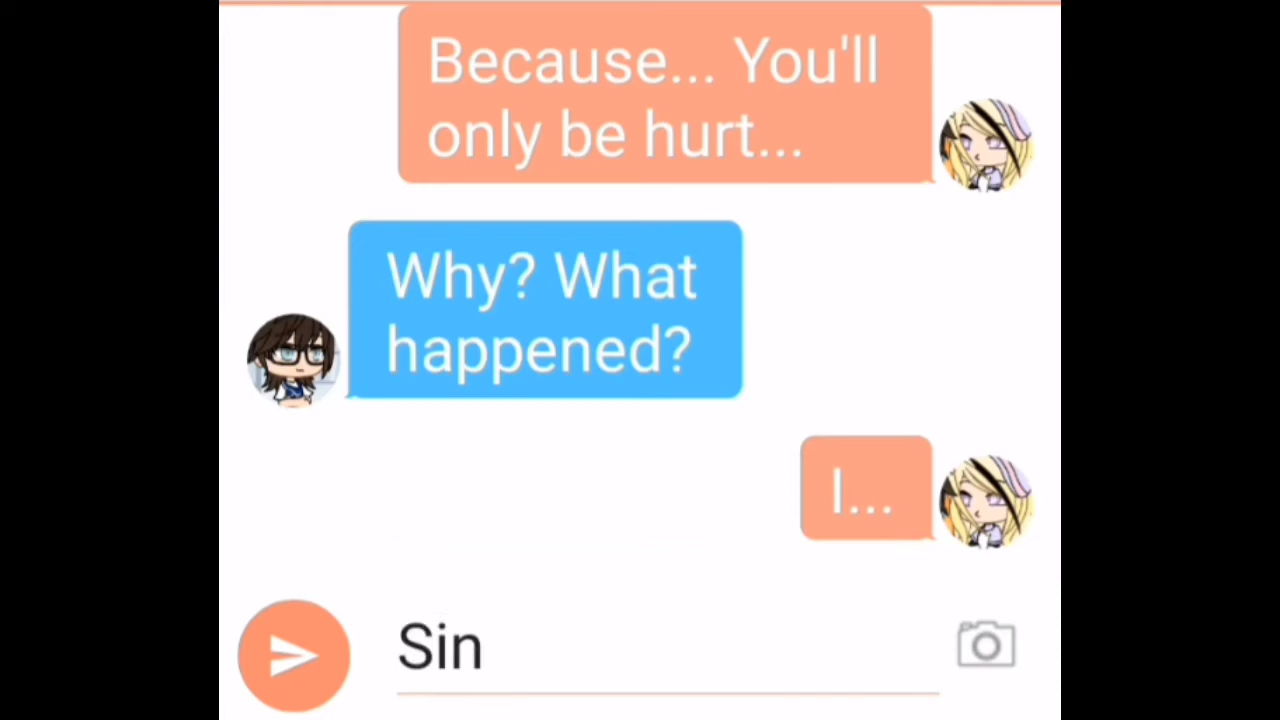 Because... You'll
only be hurt...
Why? What
happened?
I...
Sin